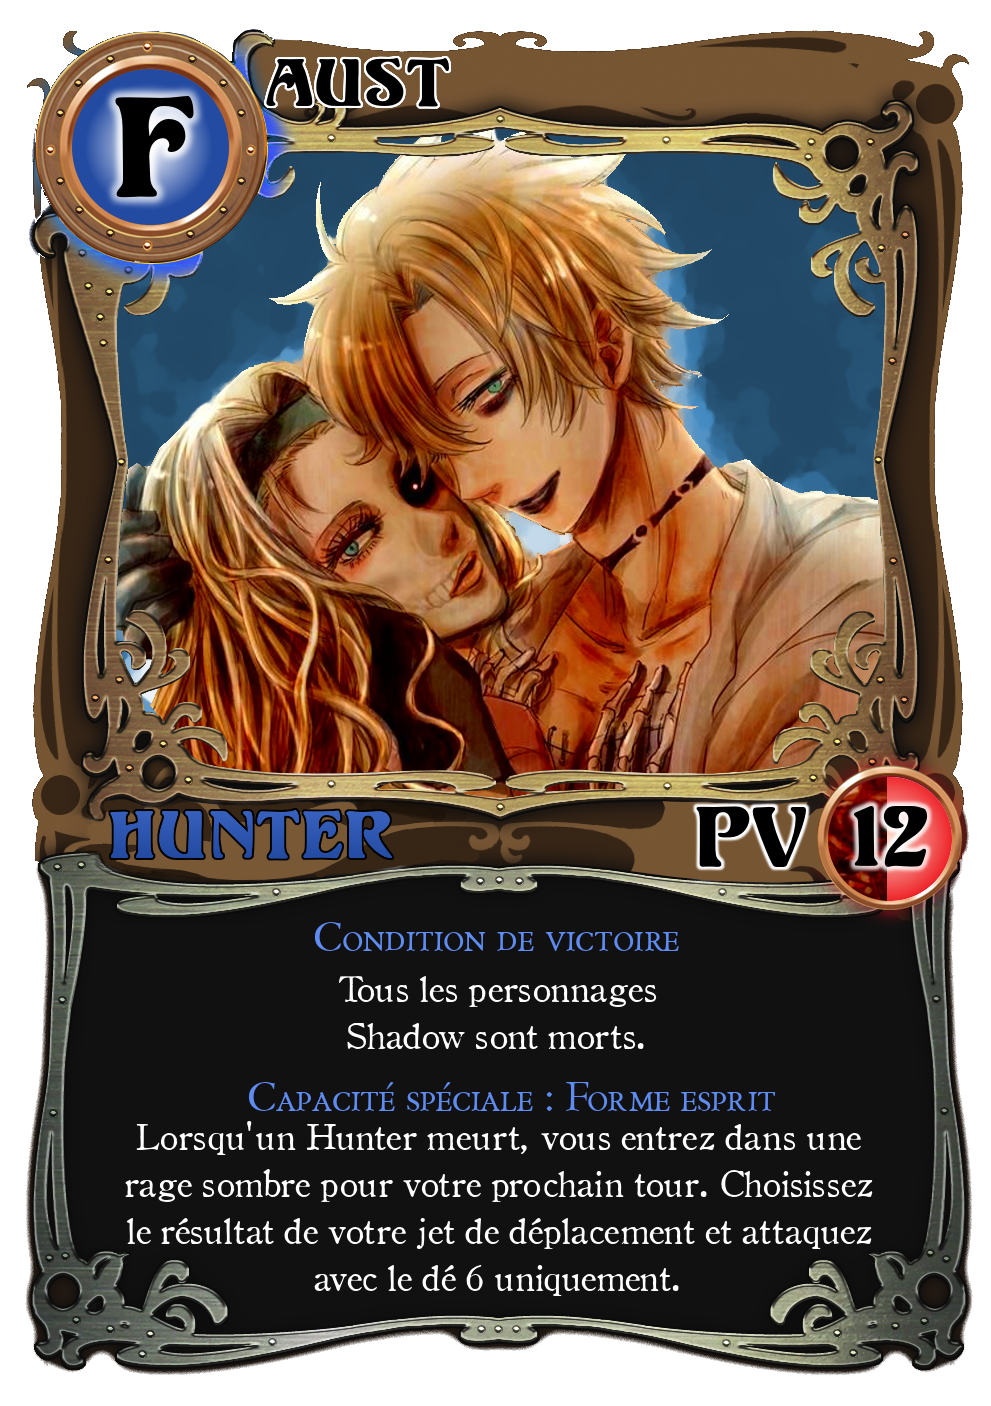 F AUST
HUNTER PV 12
Condition de victoire
Tous les personnages
Shadow sont morts.
Capacité spéciale : Forme esprit
Lorsqu'un Hunter meurt, vous entrez dans une
rage sombre pour votre prochain tour. Choisissez
le résultat de votre jet de déplacement et attaquez
avec le dé 6 uniquement.